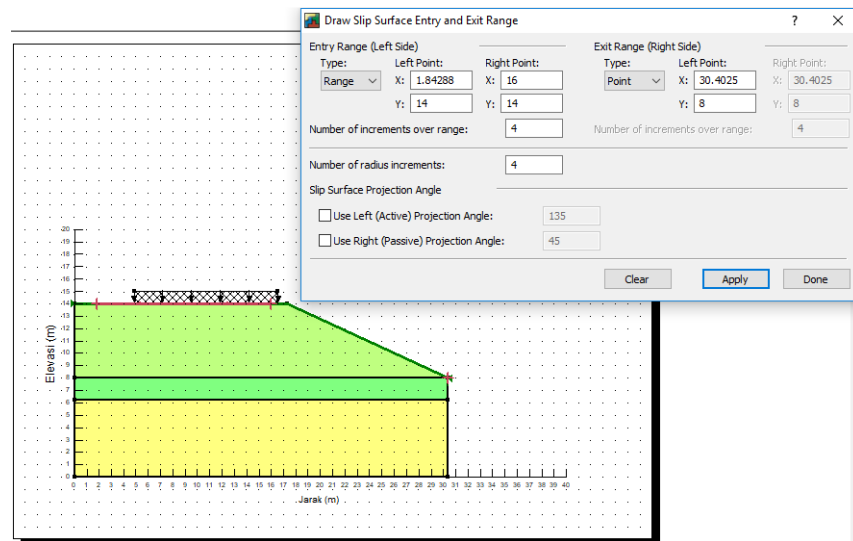 Draw Slip Surface Entry and Exit Range ? ×
Entry Range (Left Side) Exit Range (Right Side)
Type: Left Point: Right Point: Type: Left Point: Right Point:
Range X: 1.84288 X: 16 Point X: 30.4025 X: 30.4025
Y: 14 Y: 14 Y: 8 Y: 8
Number of increments over range: 4 Number of increments over range: 4
Number of radius increments: 4
Slip Surface Projection Angle
Use Left (Active) Projection Angle: 135
Use Right (Passive) Projection Angle: 45
Clear Apply Done
20
19
18
17
16
15
14
13
12
11
10
9
8
7
6
5
4
3
2
1
0
Elevasi (m)
0 1 2 3 4 5 6 7 8 9 10 11 12 13 14 15 16 17 18 19 20 21 22 23 24 25 26 27 28 29 30 31 32 33 34 35 36 37 38 39 40
Jarak (m)